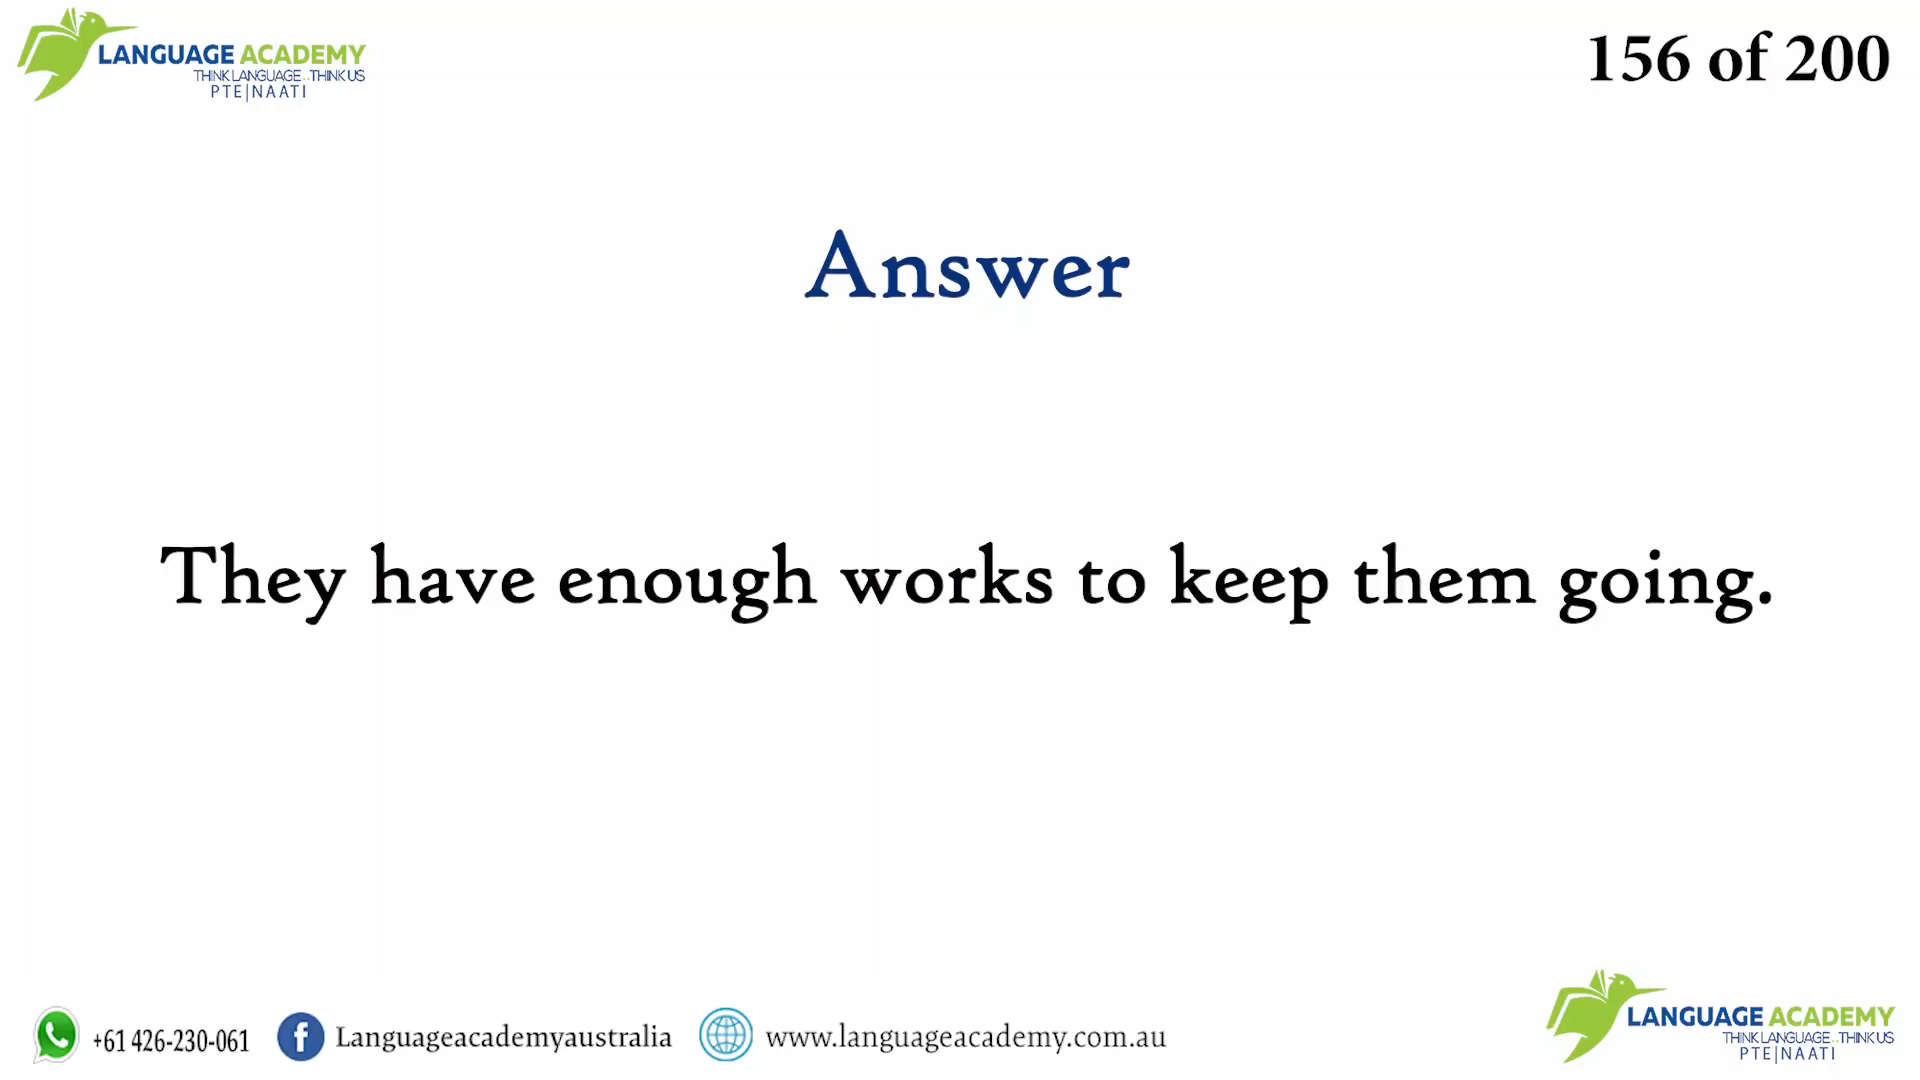 LANGUAGE ACADEMY
THINK LANGUAGE..THINK US
PTE|NAATI
156 of 200
Answer
They have enough works to keep them going.
+61 426-230-061
Languageacademyaustralia
www.languageacademy.com.au
LANGUAGE ACADEMY
THINK LANGUAGE..THINK US
PTE|NAATI